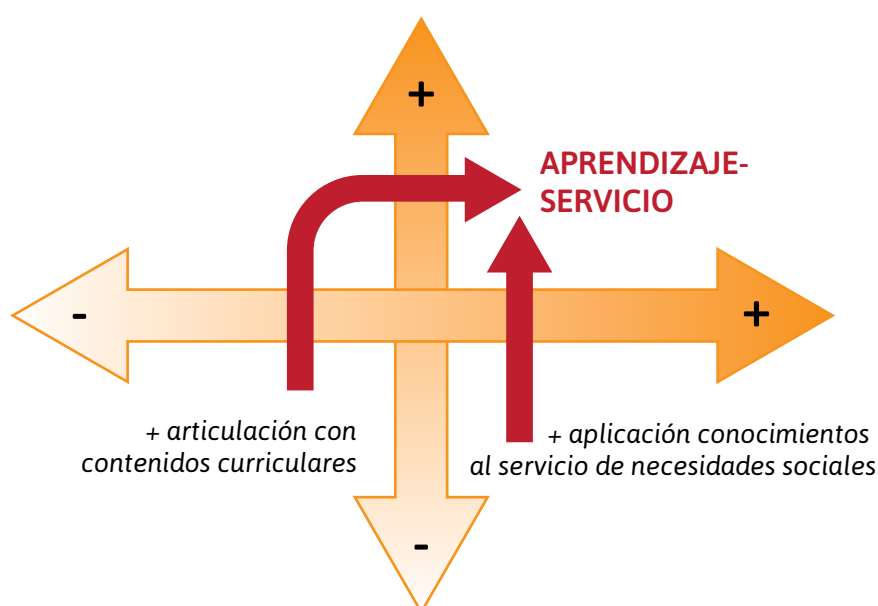 +
APRENDIZAJE-
SERVICIO
-
+
+ articulación con
contenidos curriculares
+ aplicación conocimientos
al servicio de necesidades sociales
-